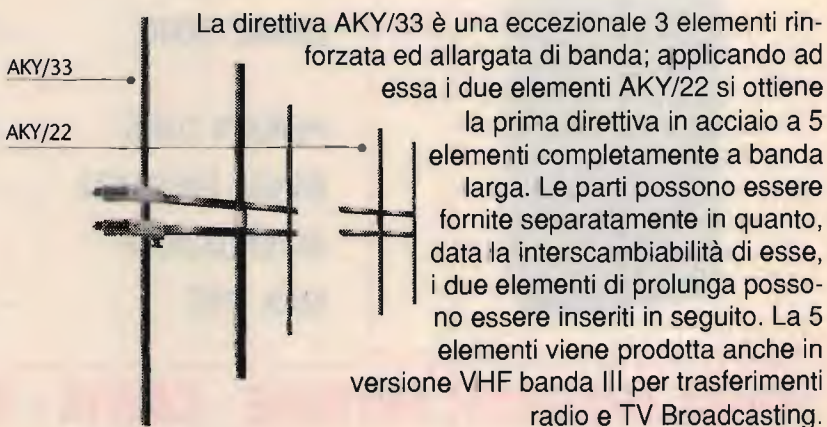 La direttiva AKY/33 è una eccezionale 3 elementi rin-
forzata ed allargata di banda; applicando ad
AKY/33
essa i due elementi AKY/22 si ottiene
la prima direttiva in acciaio a 5
AKY/22
elementi completamente a banda
larga. Le parti possono essere
fornite separatamente in quanto,
data la interscambiabilità di esse,
i due elementi di prolunga posso-
no essere inseriti in seguito. La 5
elementi viene prodotta anche in
versione VHF banda III per trasferimenti
radio e TV Broadcasting.